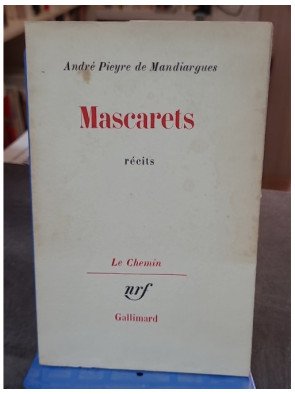 André Pieyre de Mandiargues
Mascarets
récits
Le Chemin
nrf
Gallimard